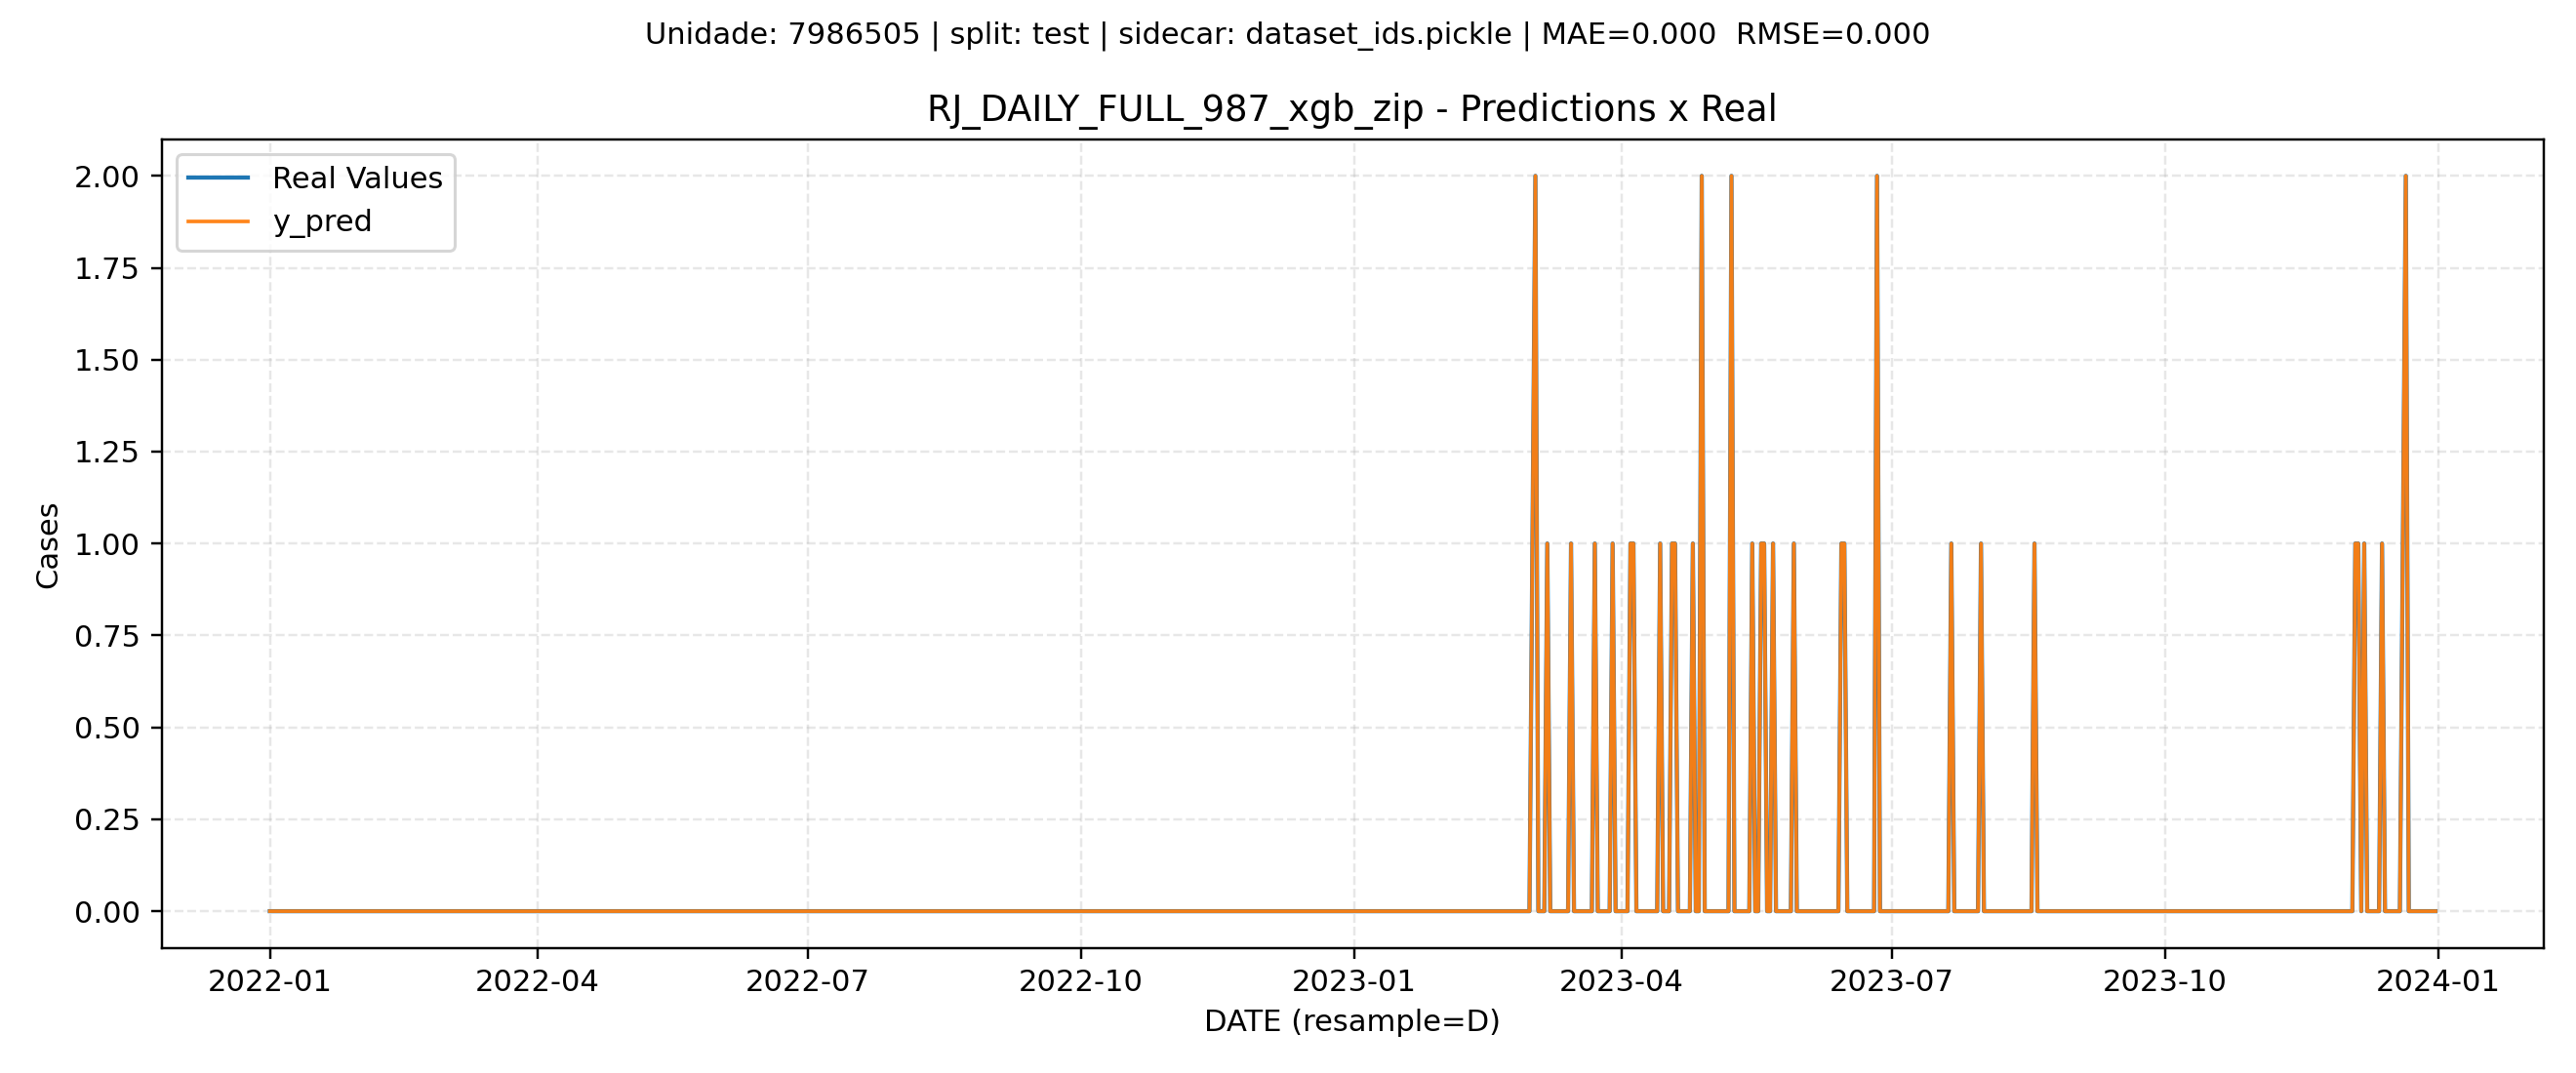 Unidade: 7986505 | split: test | sidecar: dataset_ids.pickle | MAE=0.000  RMSE=0.000
RJ_DAILY_FULL_987_xgb_zip - Predictions x Real
Real Values
y_pred
2.00
1.75
1.50
1.25
1.00
0.75
0.50
0.25
0.00
Cases
2022-01 2022-04 2022-07 2022-10 2023-01 2023-04 2023-07 2023-10 2024-01
DATE (resample=D)